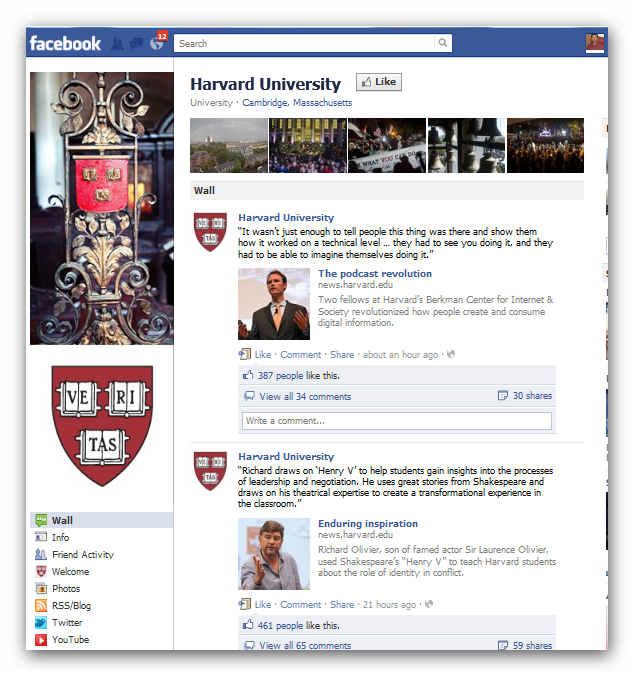 facebook
12
Search
Harvard University
Like
University · Cambridge, Massachusetts
WHAT YOU CAN DO
Wall
Harvard University
“It wasn’t just enough to tell people this thing was there and show them
how it worked on a technical level ... they had to see you doing it, and they
had to be able to imagine themselves doing it.”
The podcast revolution
news.harvard.edu
Two fellows at Harvard’s Berkman Center for Internet &
Society revolutionized how people create and consume
digital information.
Like · Comment · Share · about an hour ago ·
387 people like this.
View all 34 comments
30 shares
Write a comment...
Harvard University
“Richard draws on ‘Henry V’ to help students gain insights into the processes
of leadership and negotiation. He uses great stories from Shakespeare and
draws on his theatrical expertise to create a transformational experience in
the classroom.”
Enduring inspiration
news.harvard.edu
Richard Olivier, son of famed actor Sir Laurence Olivier,
used Shakespeare’s “Henry V” to teach Harvard students
about the role of identity in conflict.
Like · Comment · Share · 21 hours ago ·
461 people like this.
View all 65 comments
59 shares
VE RI
TAS
VE RI
TAS
VE RI
TAS
VE RI
TAS
Wall
Info
Friend Activity
Welcome
Photos
RSS/Blog
Twitter
YouTube